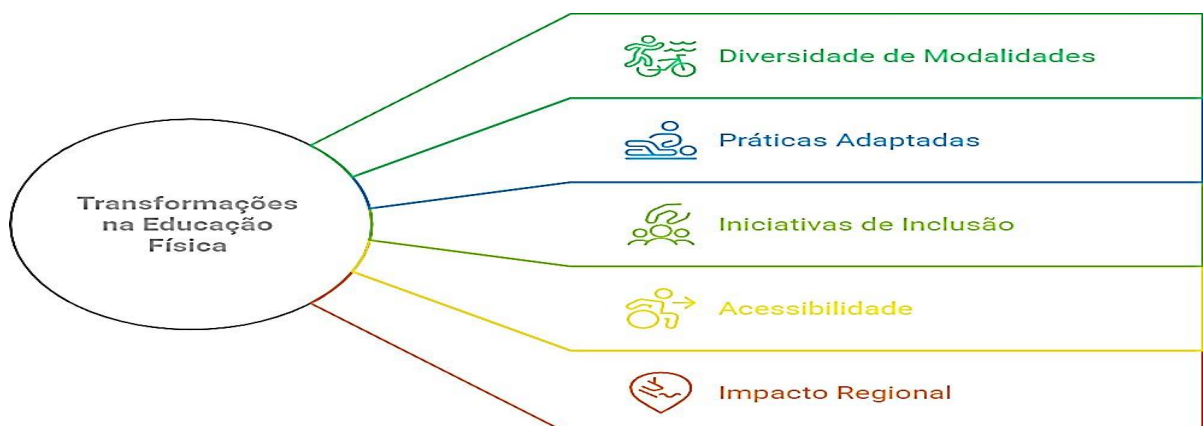 Transformações
na Educação
Física
Diversidade de Modalidades
Práticas Adaptadas
Iniciativas de Inclusão
Acessibilidade
Impacto Regional